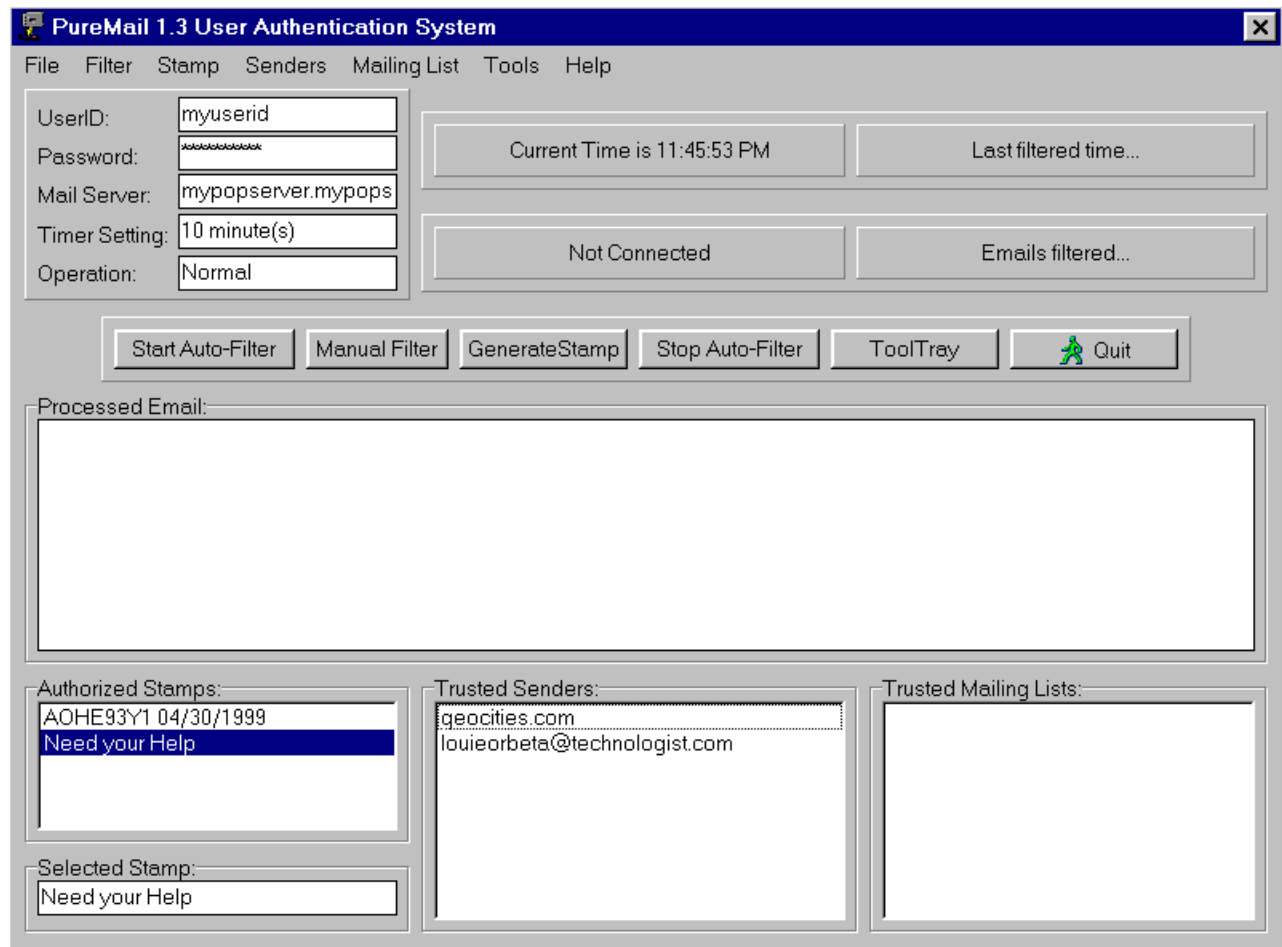 PureMail 1.3 User Authentication System
File Filter Stamp Senders Mailing List Tools Help
UserID: myuserid
Password: ************
Mail Server: mypopserver.mypops
Timer Setting: 10 minute(s)
Operation: Normal
Current Time is 11:45:53 PM
Last filtered time...
Not Connected
Emails filtered...
Start Auto-Filter Manual Filter GenerateStamp Stop Auto-Filter ToolTray Quit
Processed Email:
Authorized Stamps:
AOHE93Y1 04/30/1999
Need your Help
Selected Stamp:
Need your Help
Trusted Senders:
geocities.com
louieorbeta@technologist.com
Trusted Mailing Lists: